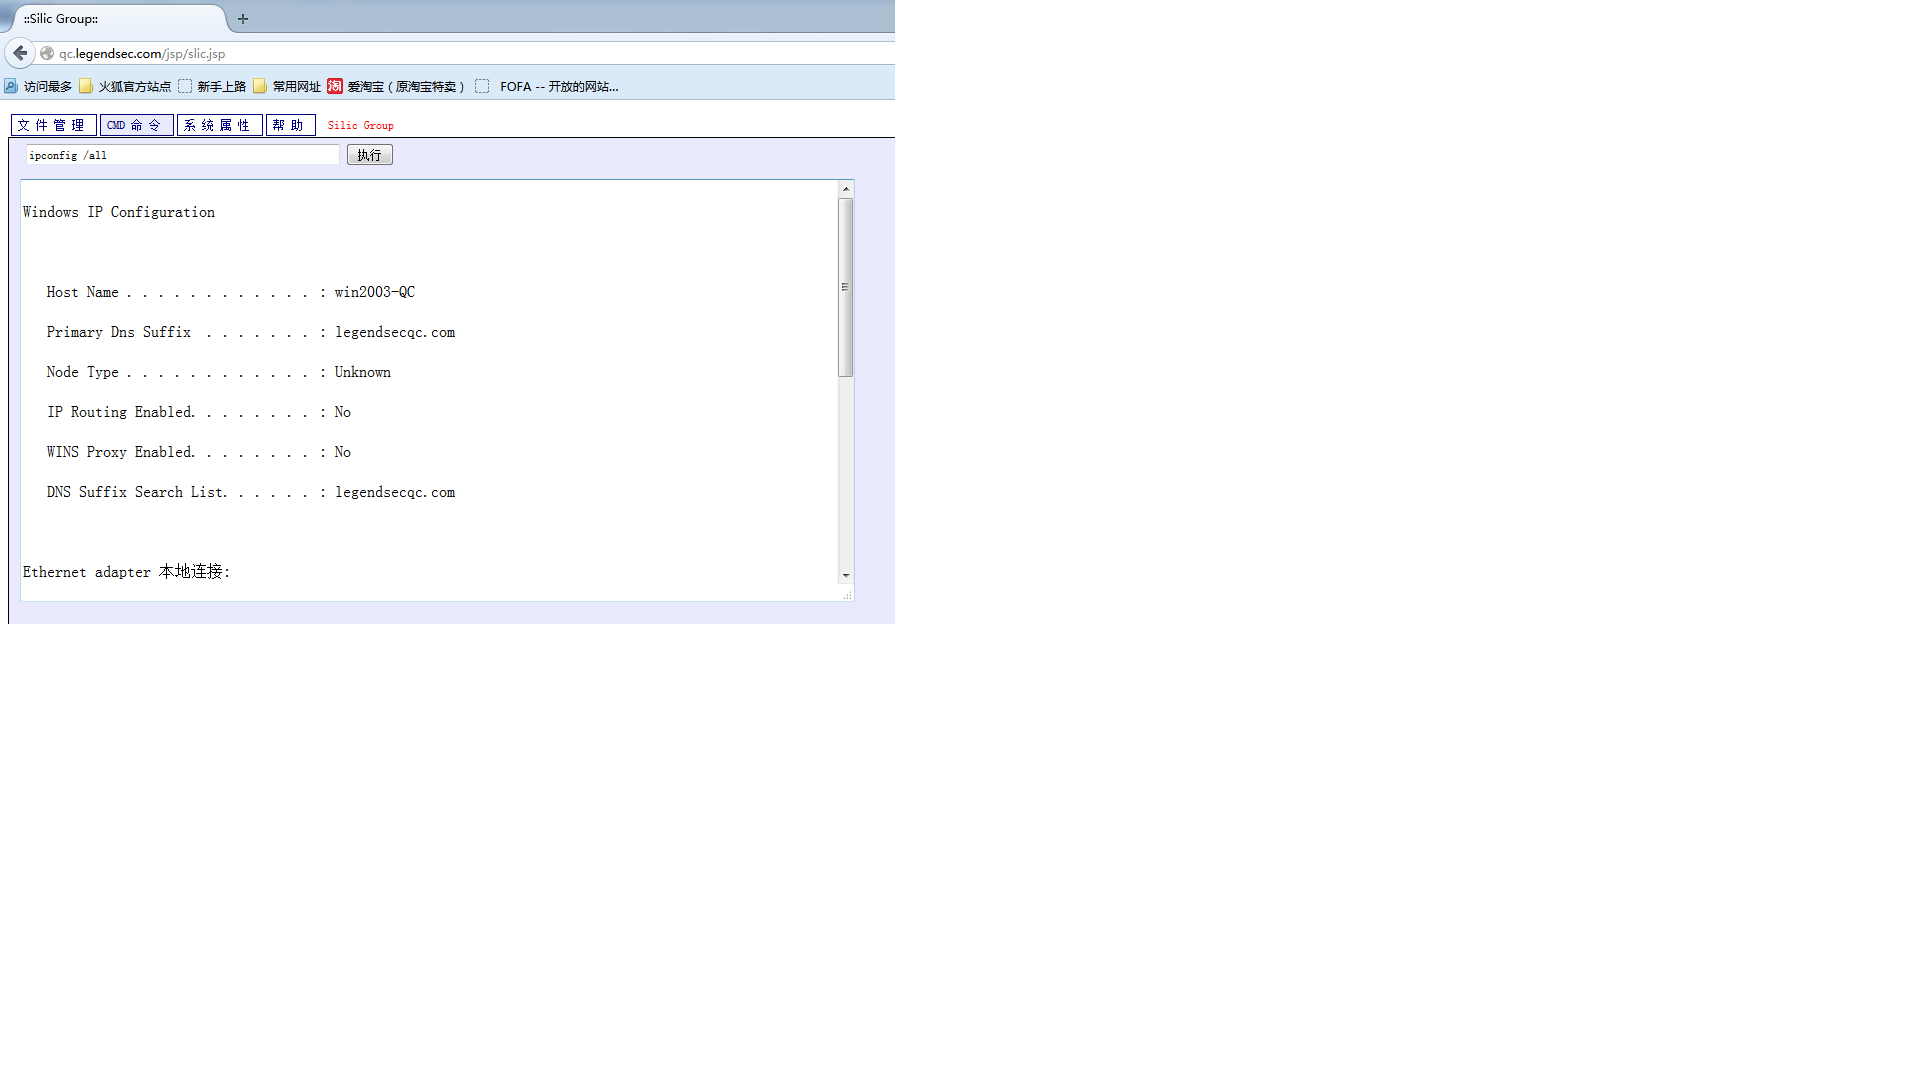 ::Silic Group::
qc.legendsec.com/jsp/slic.jsp
访问最多 火狐官方站点 新手上路 常用网址 淘 爱淘宝（原淘宝特卖） FOFA -- 开放的网站...
文件管理 CMD命令 系统属性 帮助 Silic Group
ipconfig /all 执行
Windows IP Configuration
Host Name . . . . . . . . . . . . : win2003-QC
Primary Dns Suffix  . . . . . . . : legendsecqc.com
Node Type . . . . . . . . . . . . : Unknown
IP Routing Enabled. . . . . . . . : No
WINS Proxy Enabled. . . . . . . . : No
DNS Suffix Search List. . . . . . : legendsecqc.com
Ethernet adapter 本地连接: